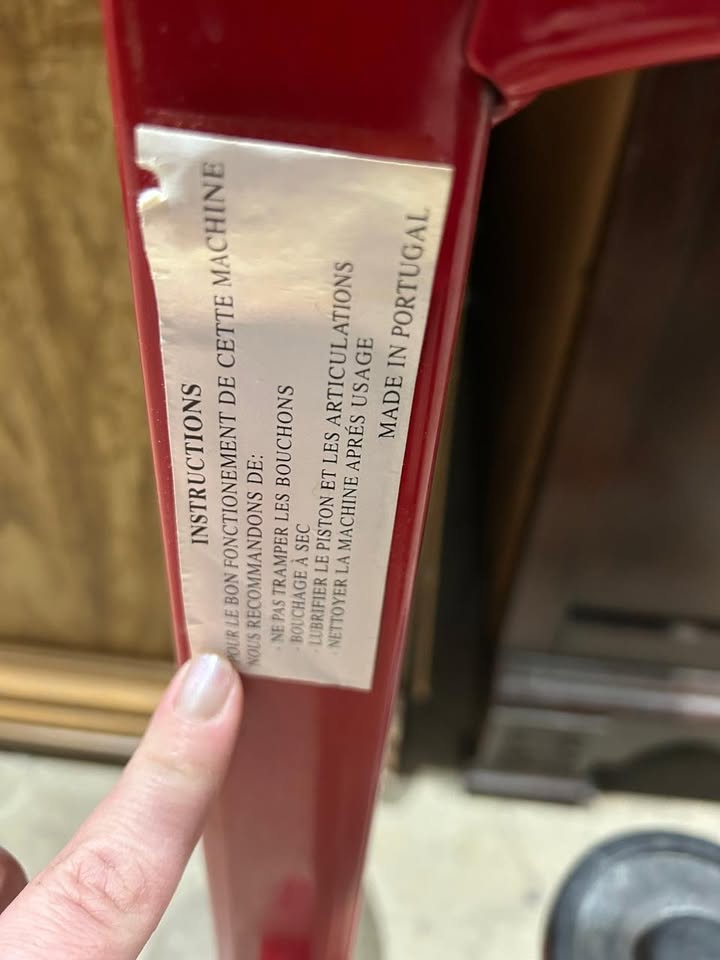 INSTRUCTIONS
POUR LE BON FONCTIONEMENT DE CETTE MACHINE
NOUS RECOMMANDONS DE:
- NE PAS TRAMPER LES BOUCHONS
- BOUCHAGE À SEC
- LUBRIFIER LE PISTON ET LES ARTICULATIONS
- NETTOYER LA MACHINE APRÉS USAGE
MADE IN PORTUGAL